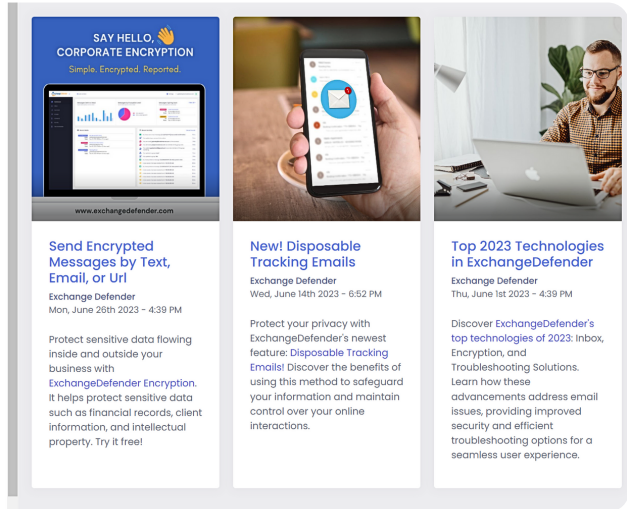 SAY HELLO,
CORPORATE ENCRYPTION
Simple. Encrypted. Reported.
www.exchangedefender.com
Send Encrypted
Messages by Text,
Email, or Url
Exchange Defender
Mon, June 26th 2023 - 4:39 PM
Protect sensitive data flowing
inside and outside your
business with
ExchangeDefender Encryption.
It helps protect sensitive data
such as financial records, client
information, and intellectual
property. Try it free!
New! Disposable
Tracking Emails
Exchange Defender
Wed, June 14th 2023 - 6:52 PM
Protect your privacy with
ExchangeDefender's newest
feature: Disposable Tracking
Emails! Discover the benefits of
using this method to safeguard
your information and maintain
control over your online
interactions.
Top 2023 Technologies
in ExchangeDefender
Exchange Defender
Thu, June 1st 2023 - 4:39 PM
Discover ExchangeDefender's
top technologies of 2023: Inbox,
Encryption, and
Troubleshooting Solutions.
Learn how these
advancements address email
issues, providing improved
security and efficient
troubleshooting options for a
seamless user experience.